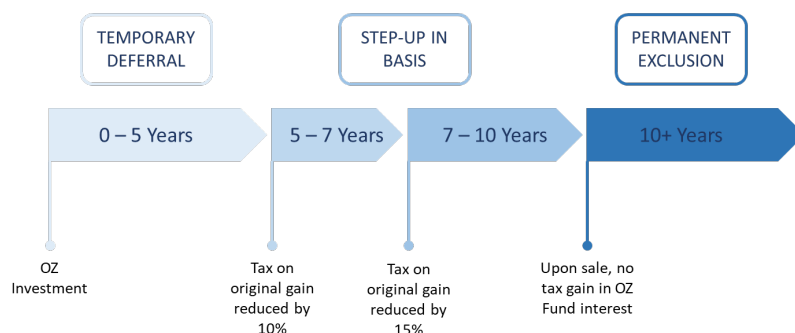 TEMPORARY
DEFERRAL
STEP-UP IN
BASIS
PERMANENT
EXCLUSION
0 – 5 Years
5 – 7 Years
7 – 10 Years
10+ Years
OZ
Investment
Tax on
original gain
reduced by
10%
Tax on
original gain
reduced by
15%
Upon sale, no
tax gain in OZ
Fund interest